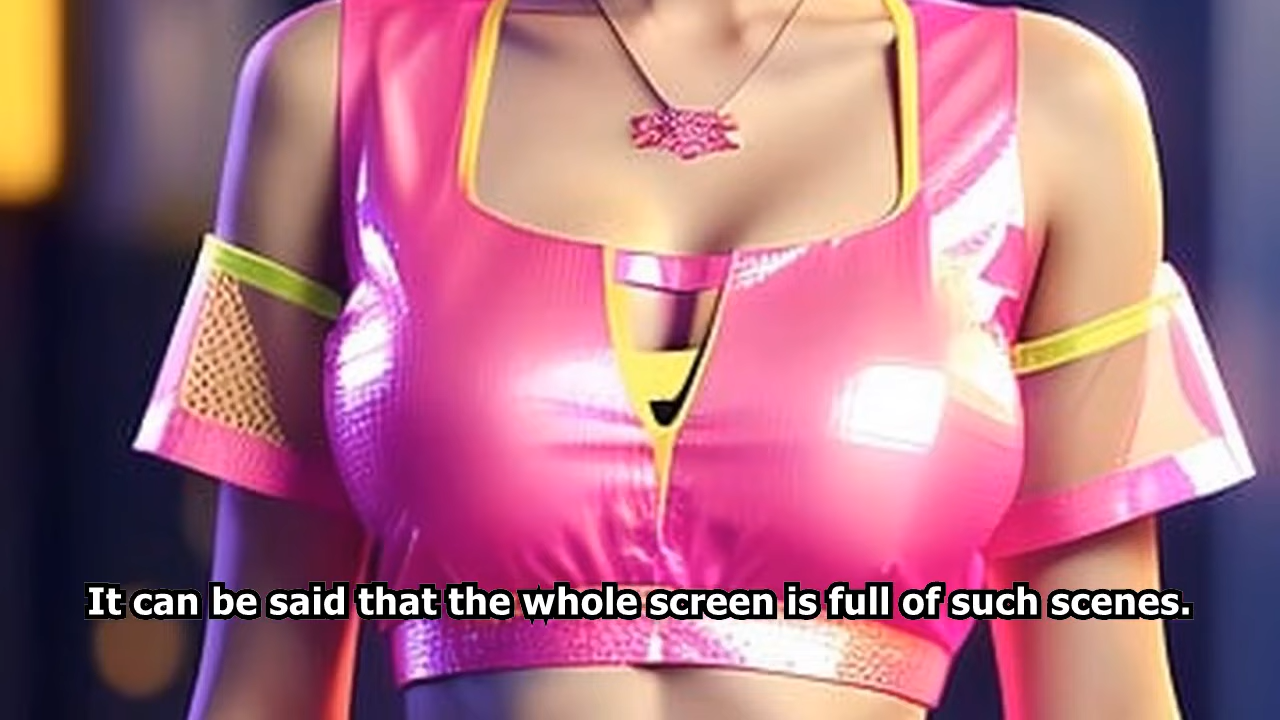 It can be said that the whole screen is full of such scenes.